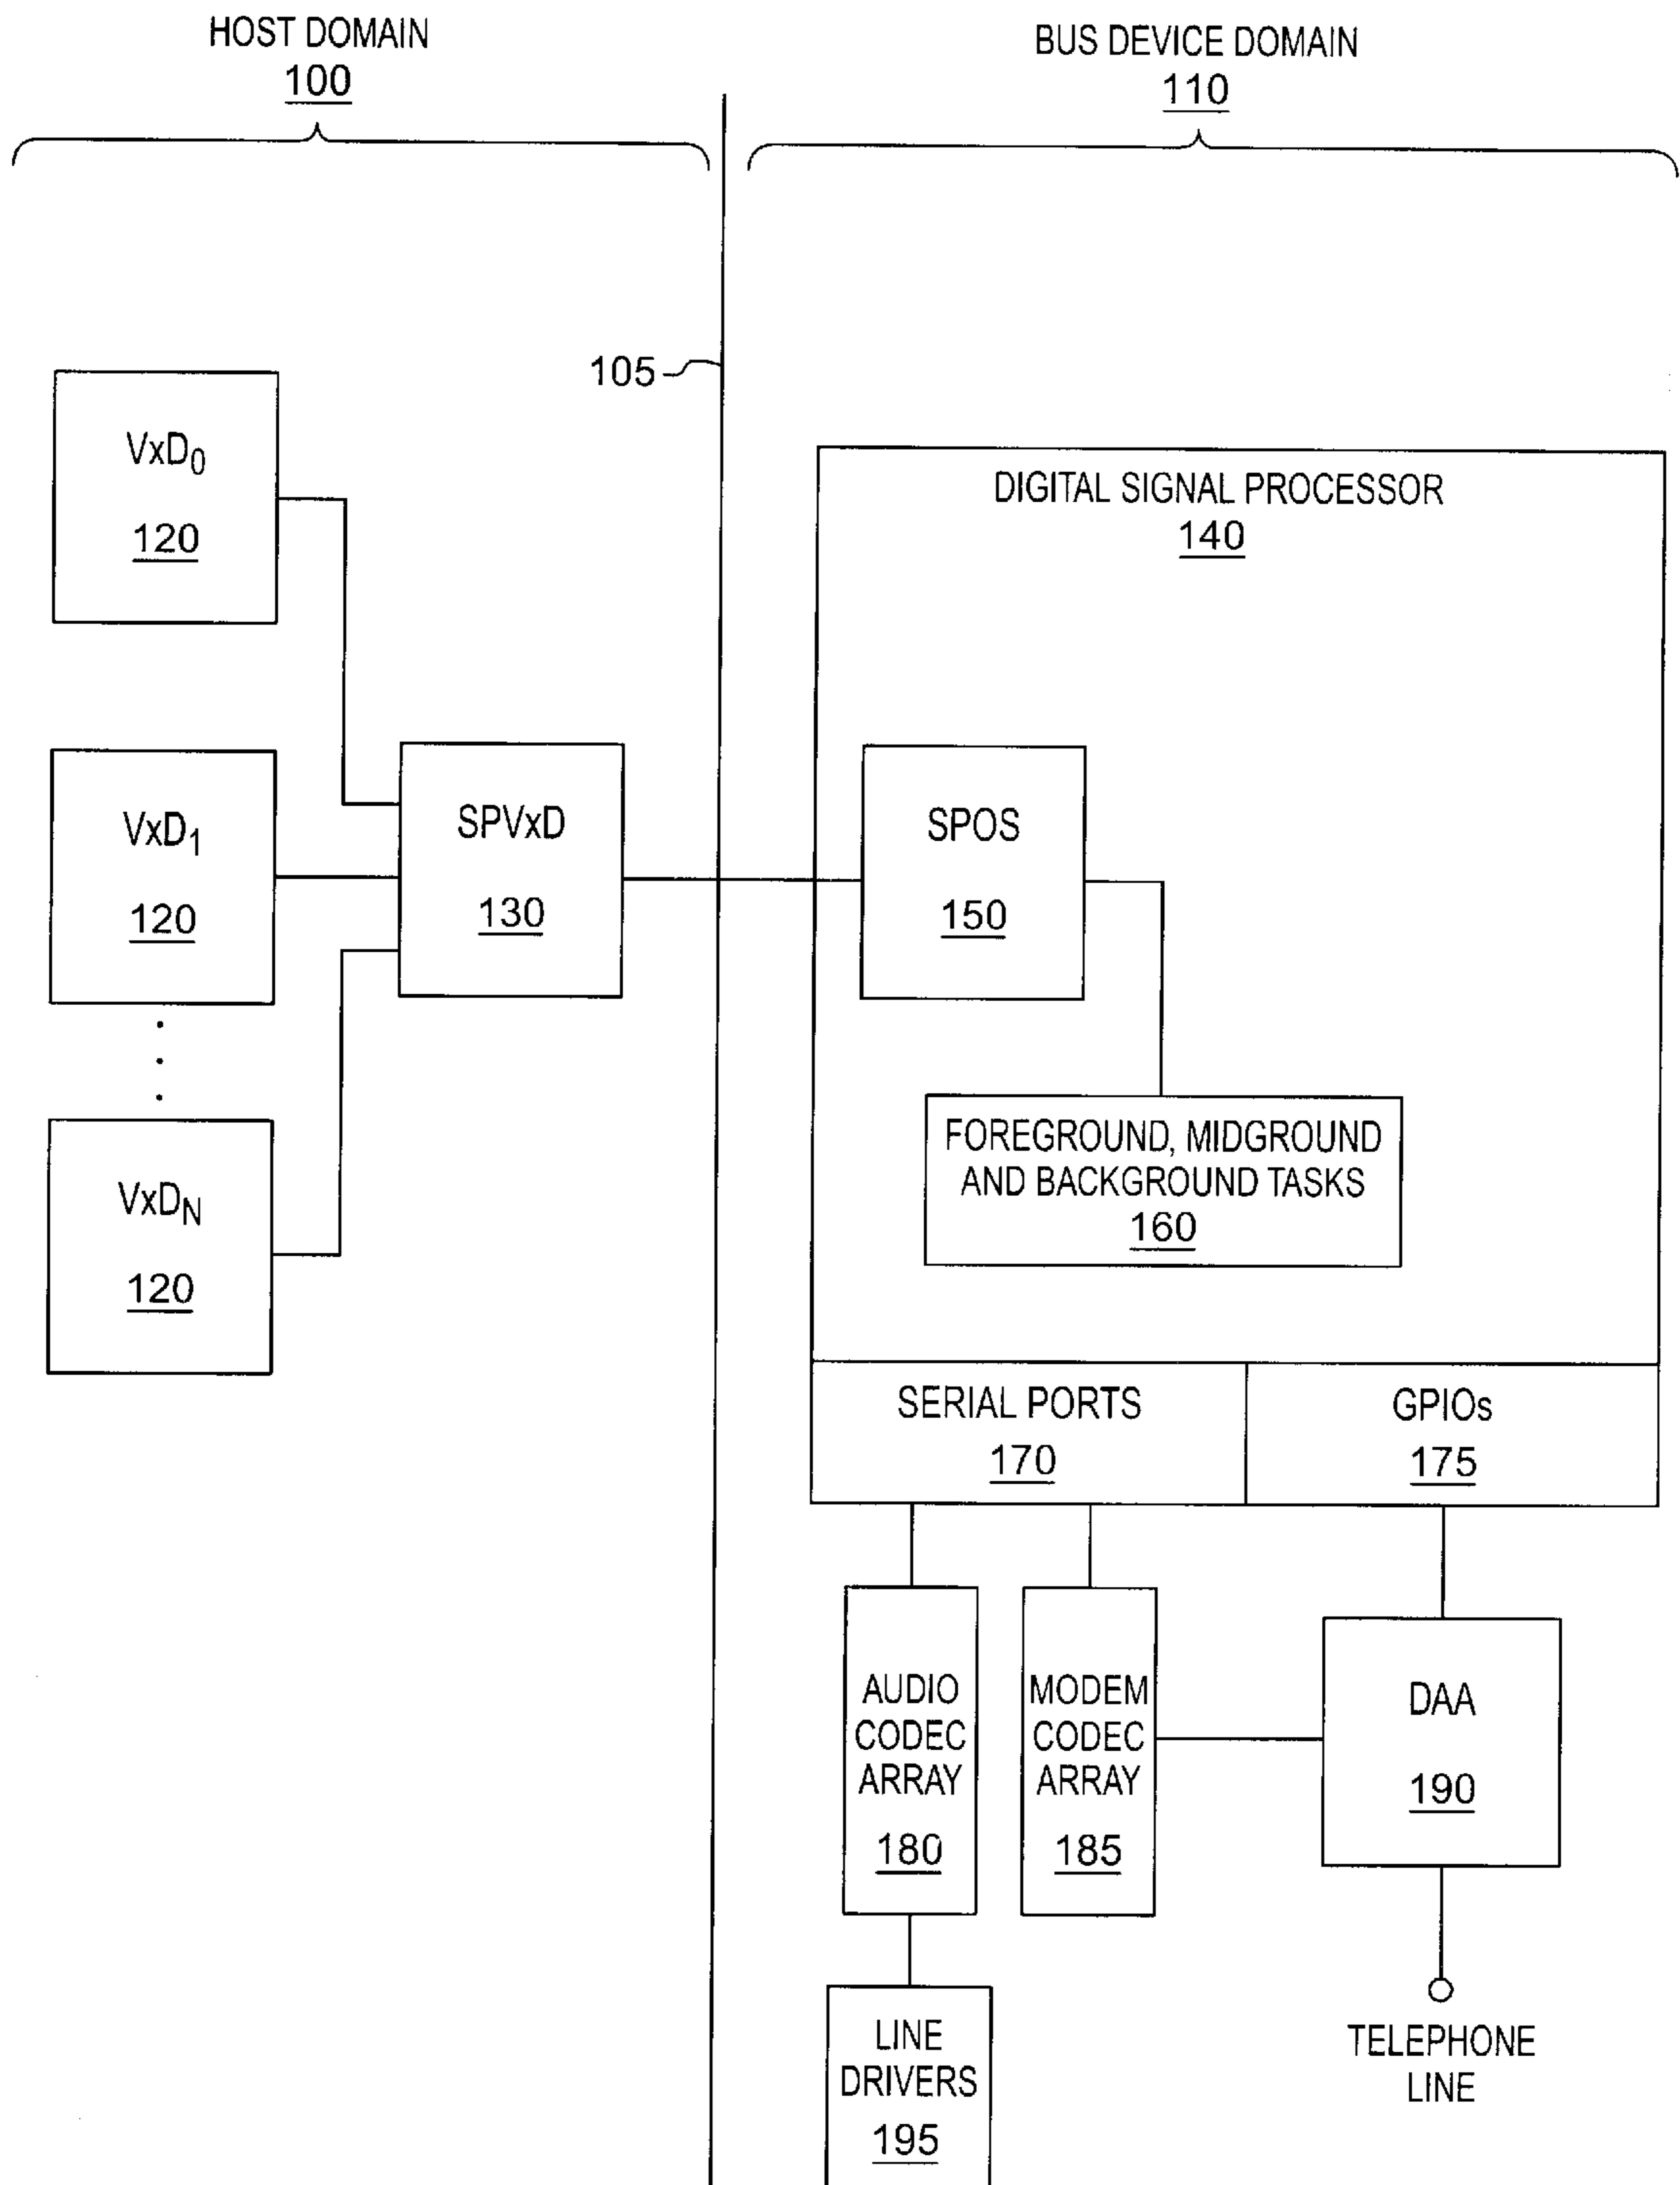 HOST DOMAIN
100
BUS DEVICE DOMAIN
110
105
VxD0
120
VxD1
120
VxDN
120
SPVxD
130
DIGITAL SIGNAL PROCESSOR
140
SPOS
150
FOREGROUND, MIDGROUND
AND BACKGROUND TASKS
160
SERIAL PORTS
170
GPIOs
175
AUDIO
CODEC
ARRAY
180
MODEM
CODEC
ARRAY
185
DAA
190
LINE
DRIVERS
195
TELEPHONE
LINE